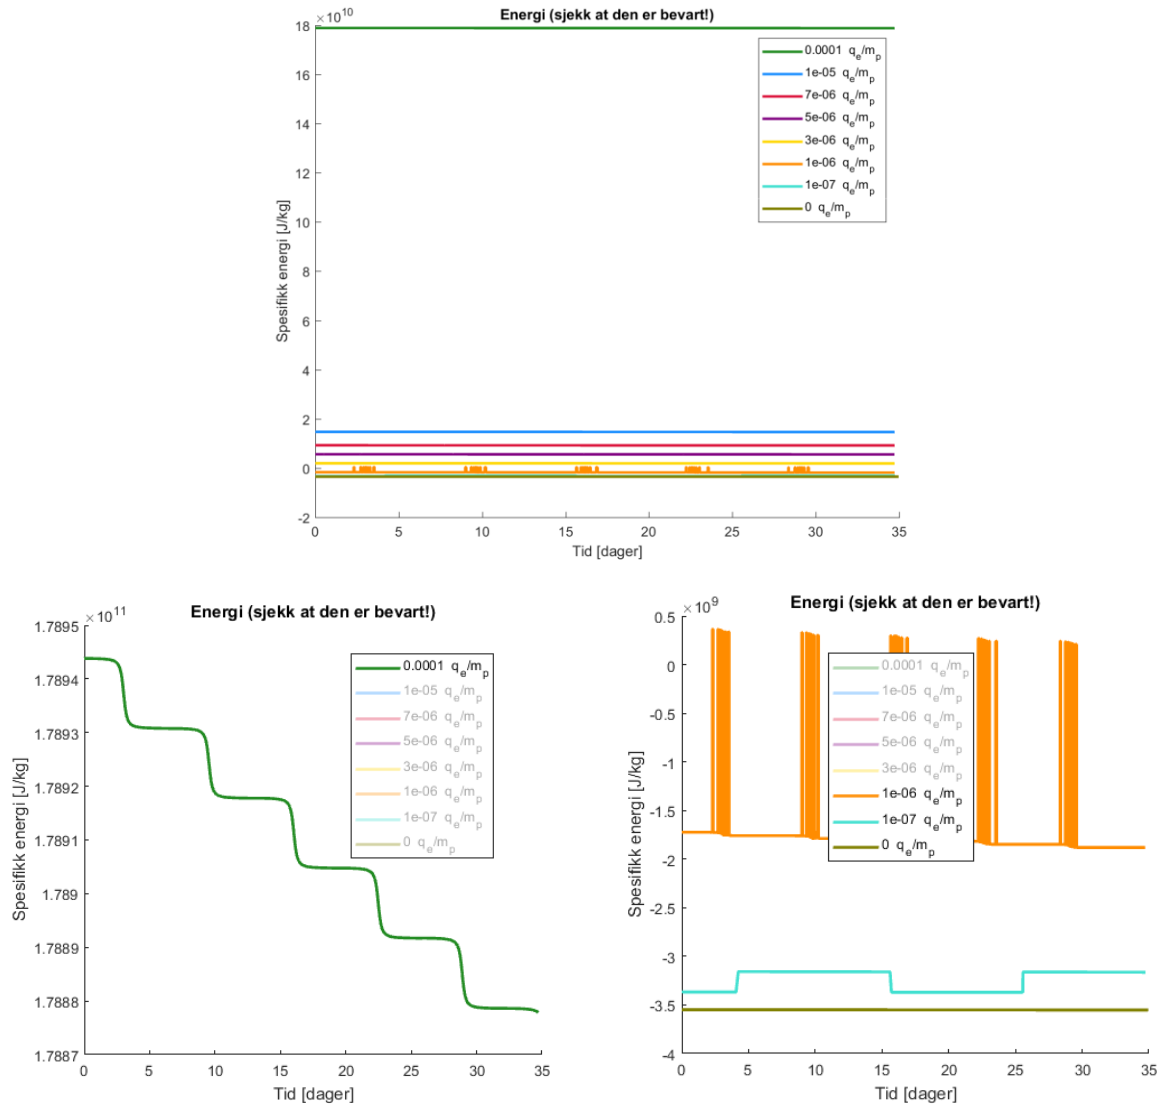 Energi (sjekk at den er bevart!)
×10^10
18
16
14
12
10
8
6
4
2
0
-2
Spesifikk energi [J/kg]
0 5 10 15 20 25 30 35
Tid [dager]
0.0001 q_e/m_p
1e-05 q_e/m_p
7e-06 q_e/m_p
5e-06 q_e/m_p
3e-06 q_e/m_p
1e-06 q_e/m_p
1e-07 q_e/m_p
0 q_e/m_p
Energi (sjekk at den er bevart!)
×10^11
1.7895
1.7894
1.7893
1.7892
1.7891
1.789
1.7889
1.7888
1.7887
Spesifikk energi [J/kg]
0 5 10 15 20 25 30 35
Tid [dager]
0.0001 q_e/m_p
1e-05 q_e/m_p
7e-06 q_e/m_p
5e-06 q_e/m_p
3e-06 q_e/m_p
1e-06 q_e/m_p
1e-07 q_e/m_p
0 q_e/m_p
Energi (sjekk at den er bevart!)
×10^9
0.5
0
-0.5
-1
-1.5
-2
-2.5
-3
-3.5
-4
Spesifikk energi [J/kg]
0 5 10 15 20 25 30 35
Tid [dager]
0.0001 q_e/m_p
1e-05 q_e/m_p
7e-06 q_e/m_p
5e-06 q_e/m_p
3e-06 q_e/m_p
1e-06 q_e/m_p
1e-07 q_e/m_p
0 q_e/m_p